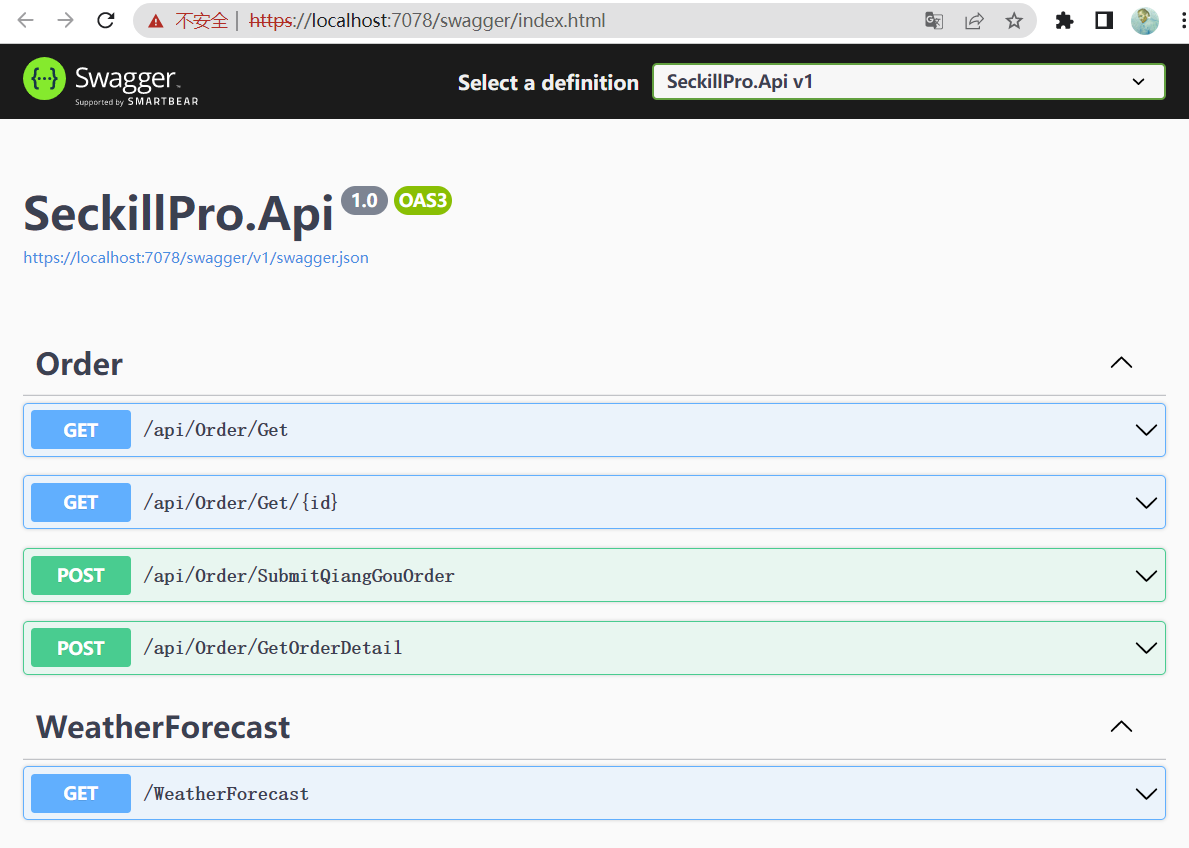 不安全 | https://localhost:7078/swagger/index.html
Swagger
Supported by SMARTBEAR
Select a definition
SeckillPro.Api v1
SeckillPro.Api 1.0 OAS3
https://localhost:7078/swagger/v1/swagger.json
Order
GET /api/Order/Get
GET /api/Order/Get/{id}
POST /api/Order/SubmitQiangGouOrder
POST /api/Order/GetOrderDetail
WeatherForecast
GET /WeatherForecast